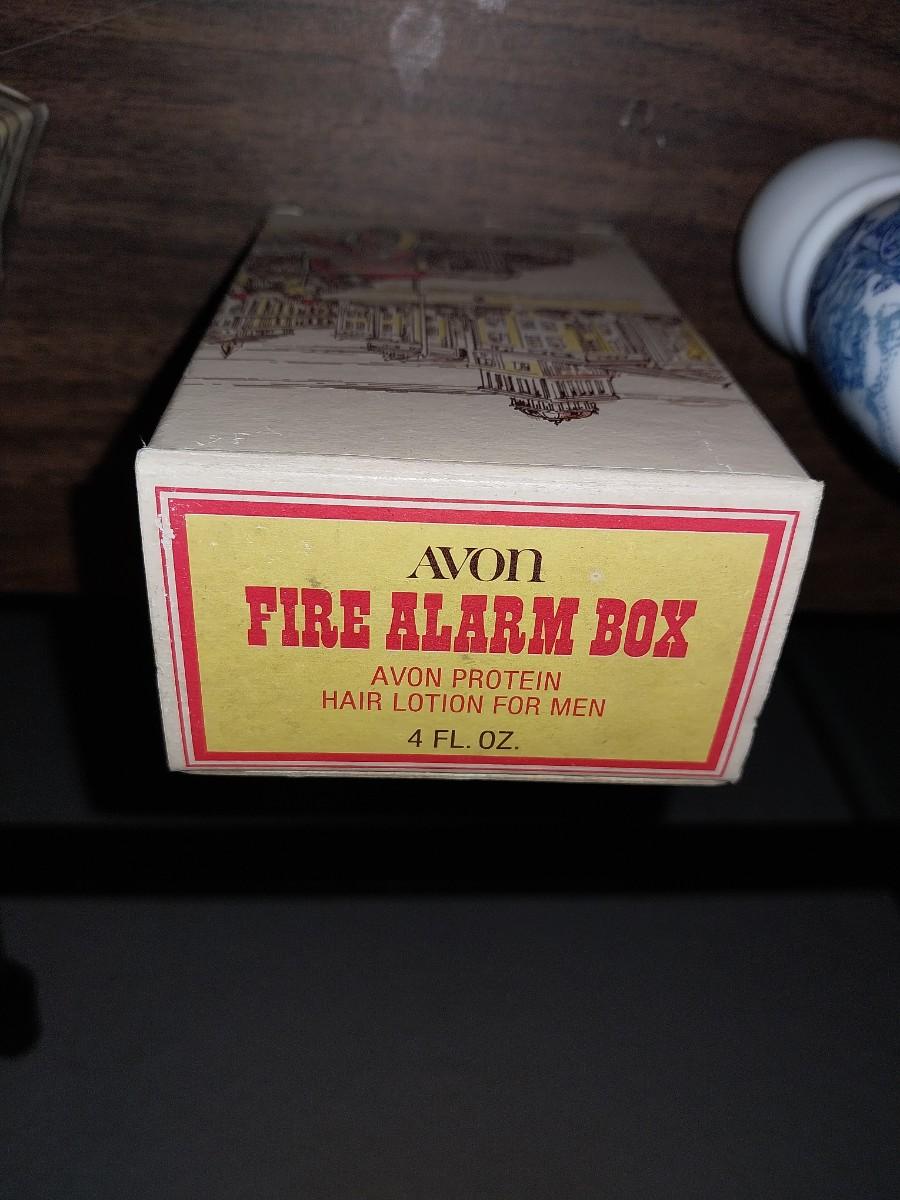 AVON
FIRE ALARM BOX
AVON PROTEIN
HAIR LOTION FOR MEN
4 FL. OZ.